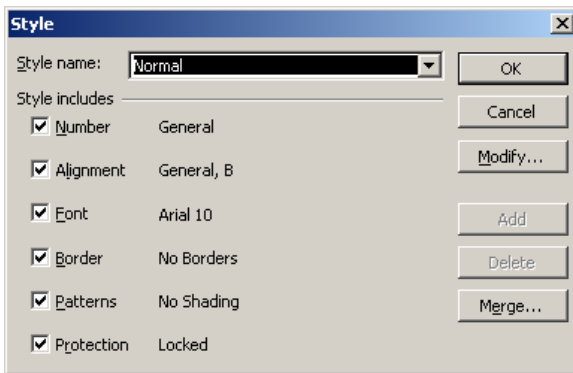 Style
Style name: Normal OK
Style includes Cancel
Number General
Modify...
Alignment General, B
Font Arial 10 Add
Border No Borders Delete
Patterns No Shading Merge...
Protection Locked